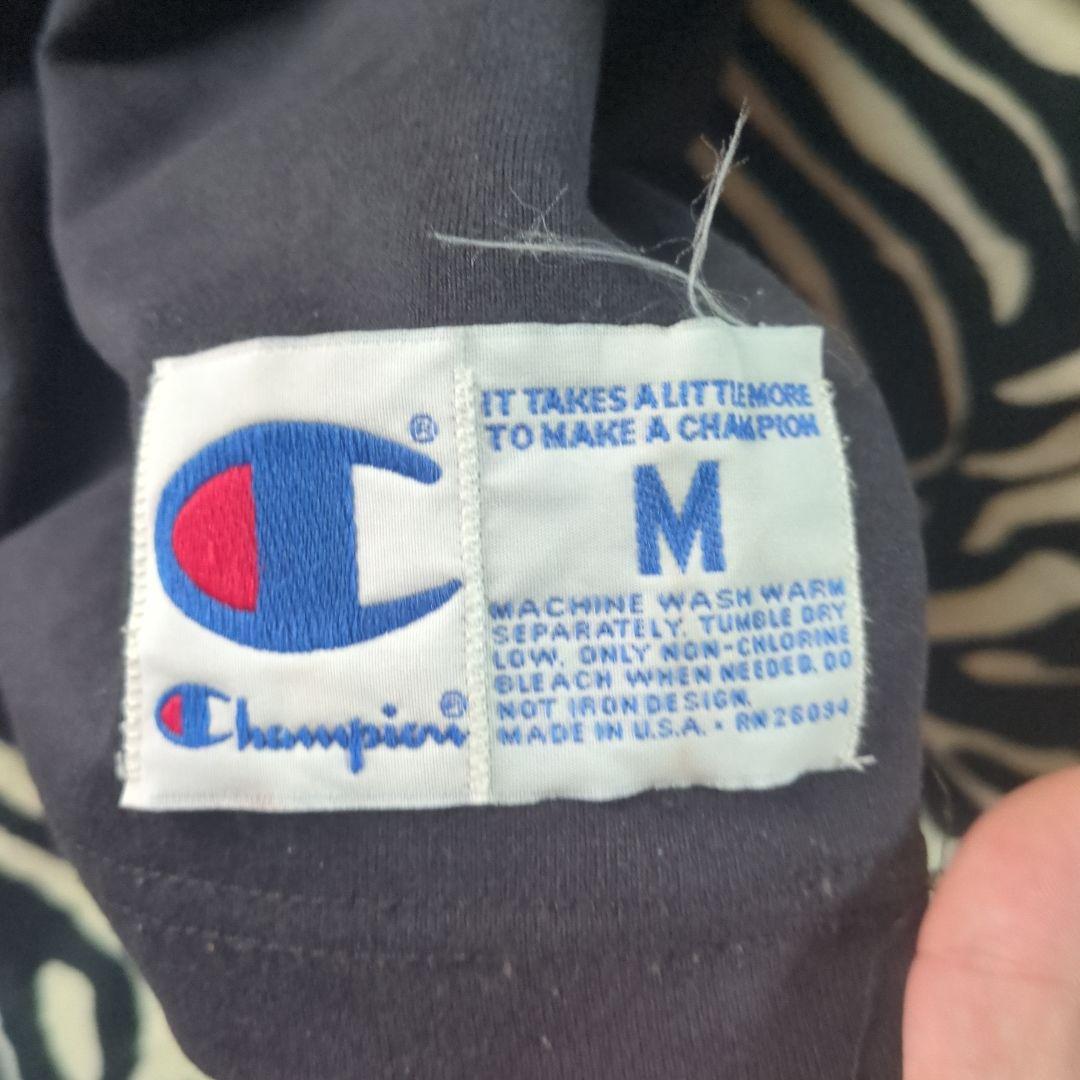 ®
Champion®
IT TAKES A LITTLE MORE
TO MAKE A CHAMPION
M
MACHINE WASH WARM
SEPARATELY. TUMBLE DRY
LOW. ONLY NON-CHLORINE
BLEACH WHEN NEEDED. DO
NOT IRON DESIGN.
MADE IN U.S.A. • RN 26094